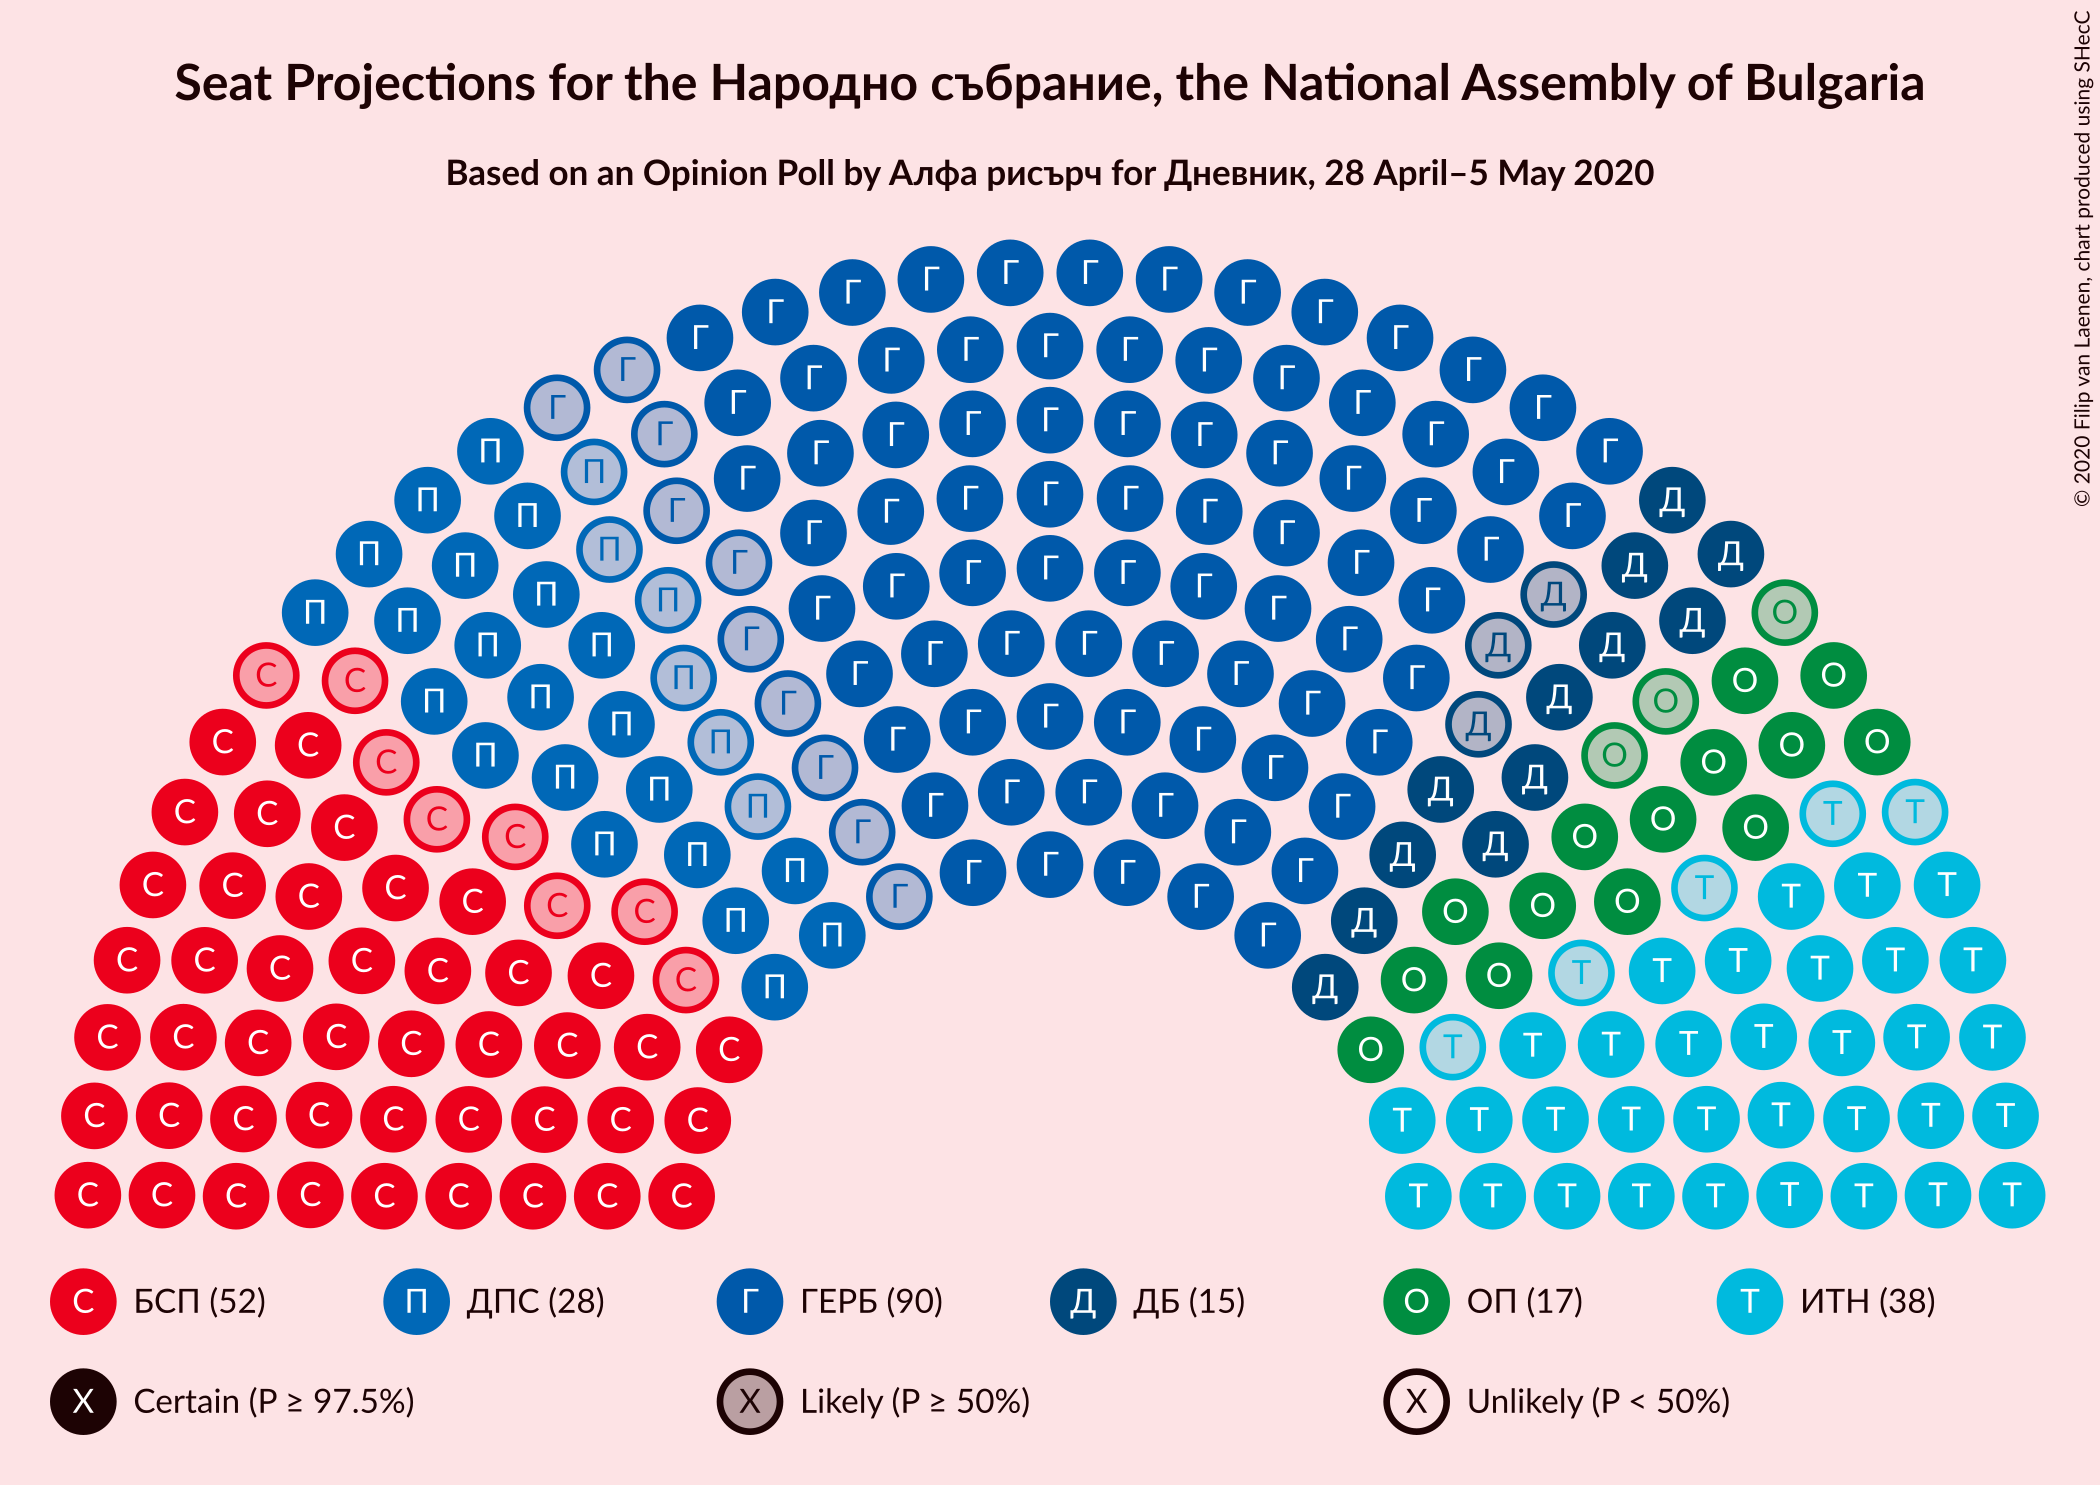 Seat Projections for the Народно събрание, the National Assembly of Bulgaria
Based on an Opinion Poll by Алфа рисърч for Дневник, 28 April–5 May 2020
© 2020 Filip van Laenen, chart produced using SHecC
С БСП (52) П ДПС (28) Г ГЕРБ (90) Д ДБ (15) О ОП (17) Т ИТН (38)
X Certain (P ≥ 97.5%) X Likely (P ≥ 50%) X Unlikely (P < 50%)